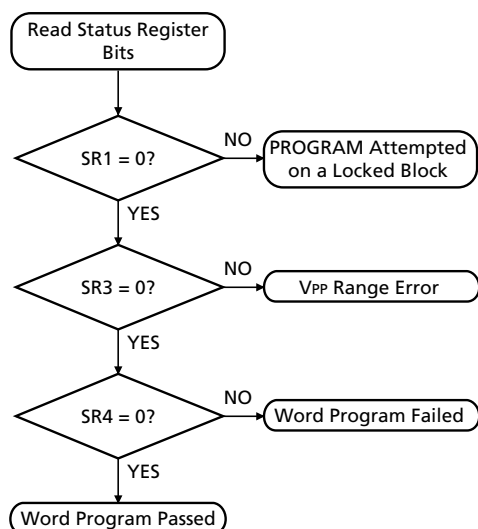 Read Status Register
Bits
SR1 = 0?
NO
PROGRAM Attempted
on a Locked Block
YES
SR3 = 0?
NO
VPP Range Error
YES
SR4 = 0?
NO
Word Program Failed
YES
Word Program Passed